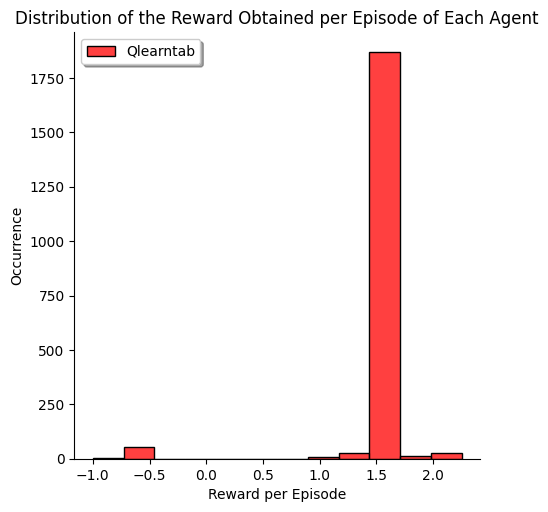 Distribution of the Reward Obtained per Episode of Each Agent
Qlearntab
1750
1500
1250
1000
750
500
250
0
Occurrence
−1.0 −0.5 0.0 0.5 1.0 1.5 2.0
Reward per Episode